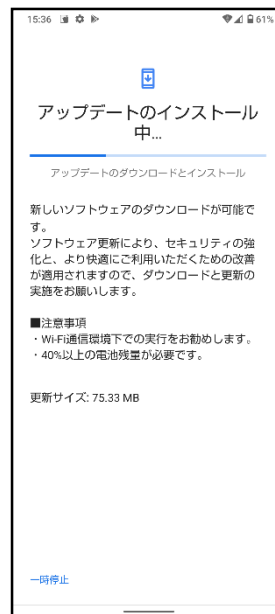 15:36 61%
アップデートのインストール
中...
アップデートのダウンロードとインストール
新しいソフトウェアのダウンロードが可能で
す。
ソフトウェア更新により、セキュリティの強
化と、より快適にご利用いただくための改善
が適用されますので、ダウンロードと更新の
実施をお願いします。
■注意事項
・Wi-Fi通信環境下での実行をお勧めします。
・40%以上の電池残量が必要です。
更新サイズ: 75.33 MB
一時停止